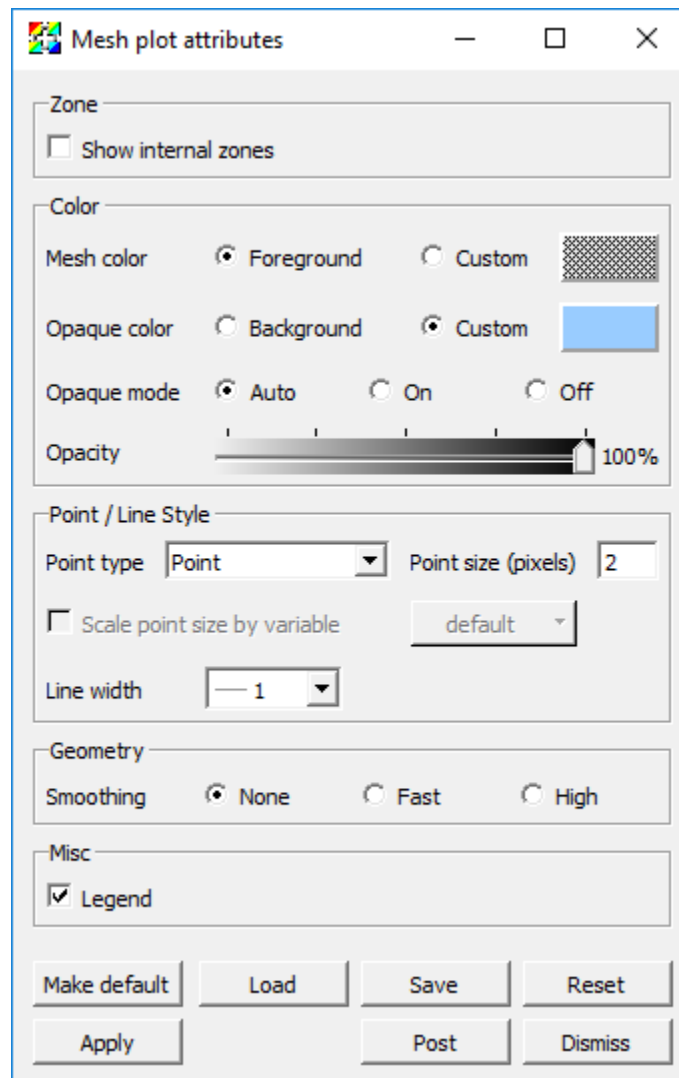 Mesh plot attributes
Zone
Show internal zones
Color
Mesh color Foreground Custom
Opaque color Background Custom
Opaque mode Auto On Off
Opacity 100%
Point / Line Style
Point type Point Point size (pixels) 2
Scale point size by variable default
Line width 1
Geometry
Smoothing None Fast High
Misc
Legend
Make default Load Save Reset
Apply Post Dismiss